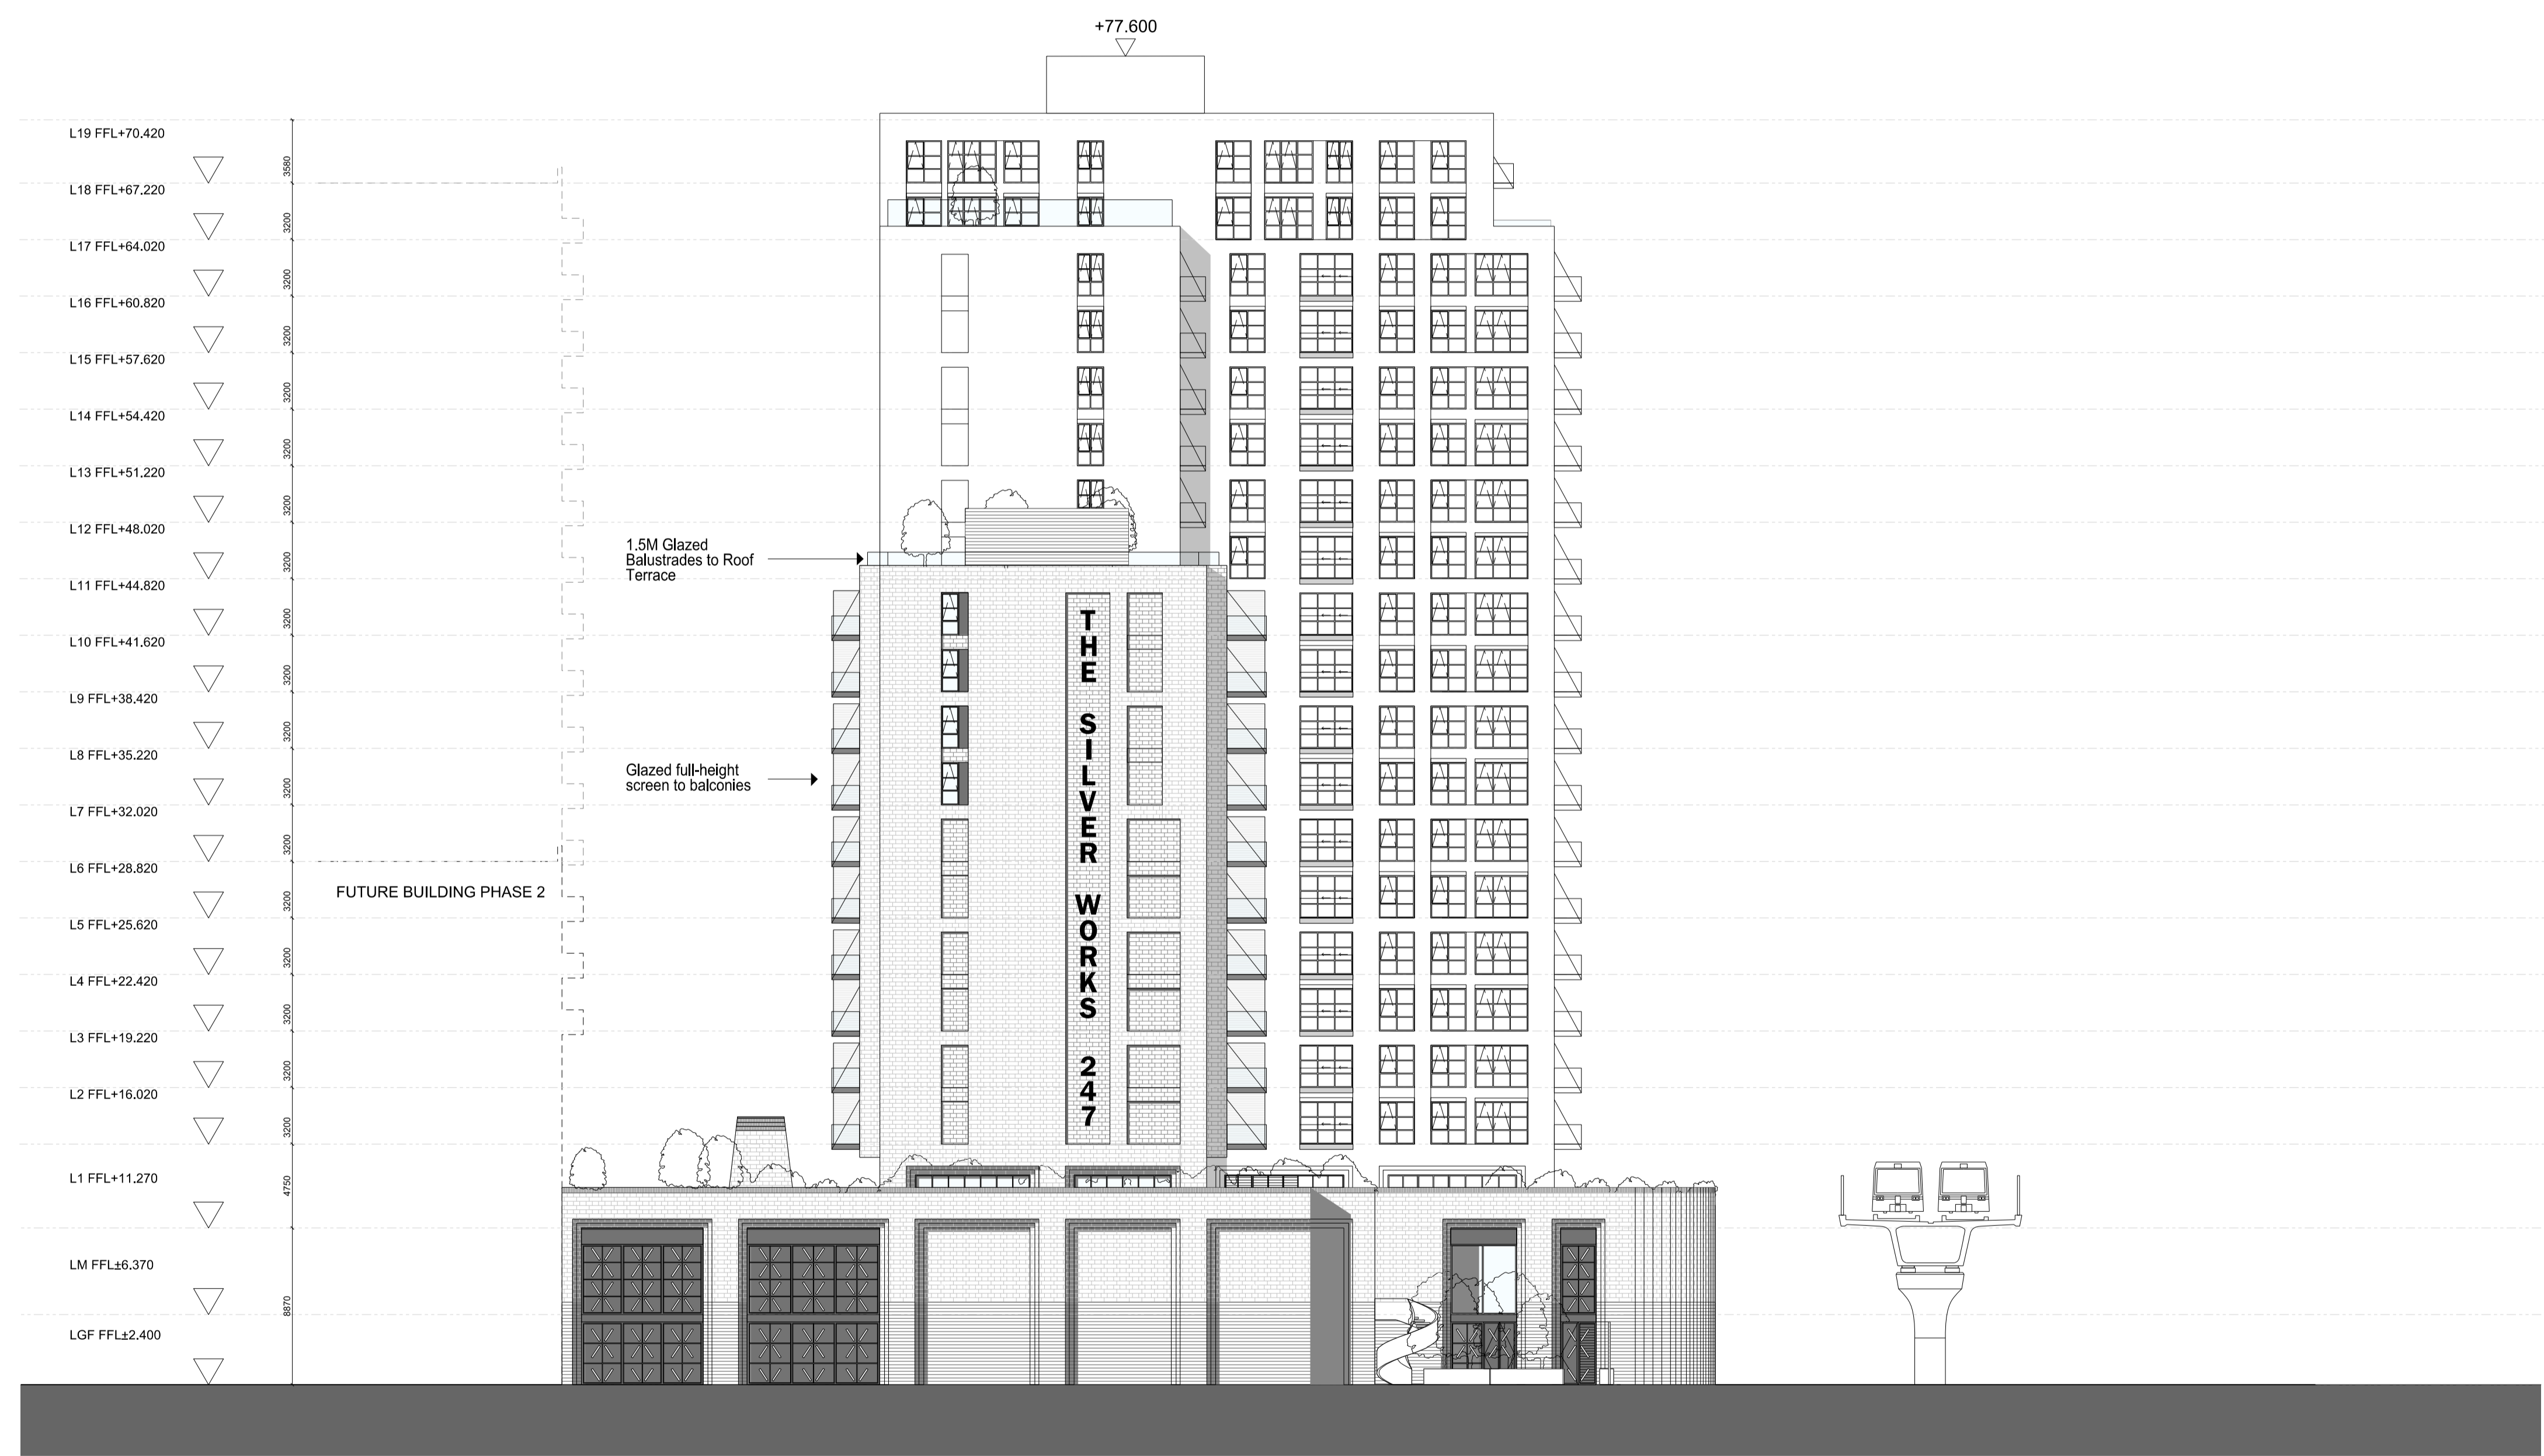 +77.600
L19 FFL+70.420
3580
L18 FFL+67.220
3200
L17 FFL+64.020
3200
L16 FFL+60.820
3200
L15 FFL+57.620
3200
L14 FFL+54.420
3200
L13 FFL+51.220
3200
L12 FFL+48.020
3200
L11 FFL+44.820
3200
L10 FFL+41.620
3200
L9 FFL+38.420
3200
L8 FFL+35.220
3200
L7 FFL+32.020
3200
L6 FFL+28.820
3200
L5 FFL+25.620
3200
L4 FFL+22.420
3200
L3 FFL+19.220
3200
L2 FFL+16.020
3200
L1 FFL+11.270
4750
LM FFL±6.370
8870
LGF FFL±2.400
FUTURE BUILDING PHASE 2
1.5M Glazed
Balustrades to Roof
Terrace
Glazed full-height
screen to balconies
THE SILVER WORKS 247